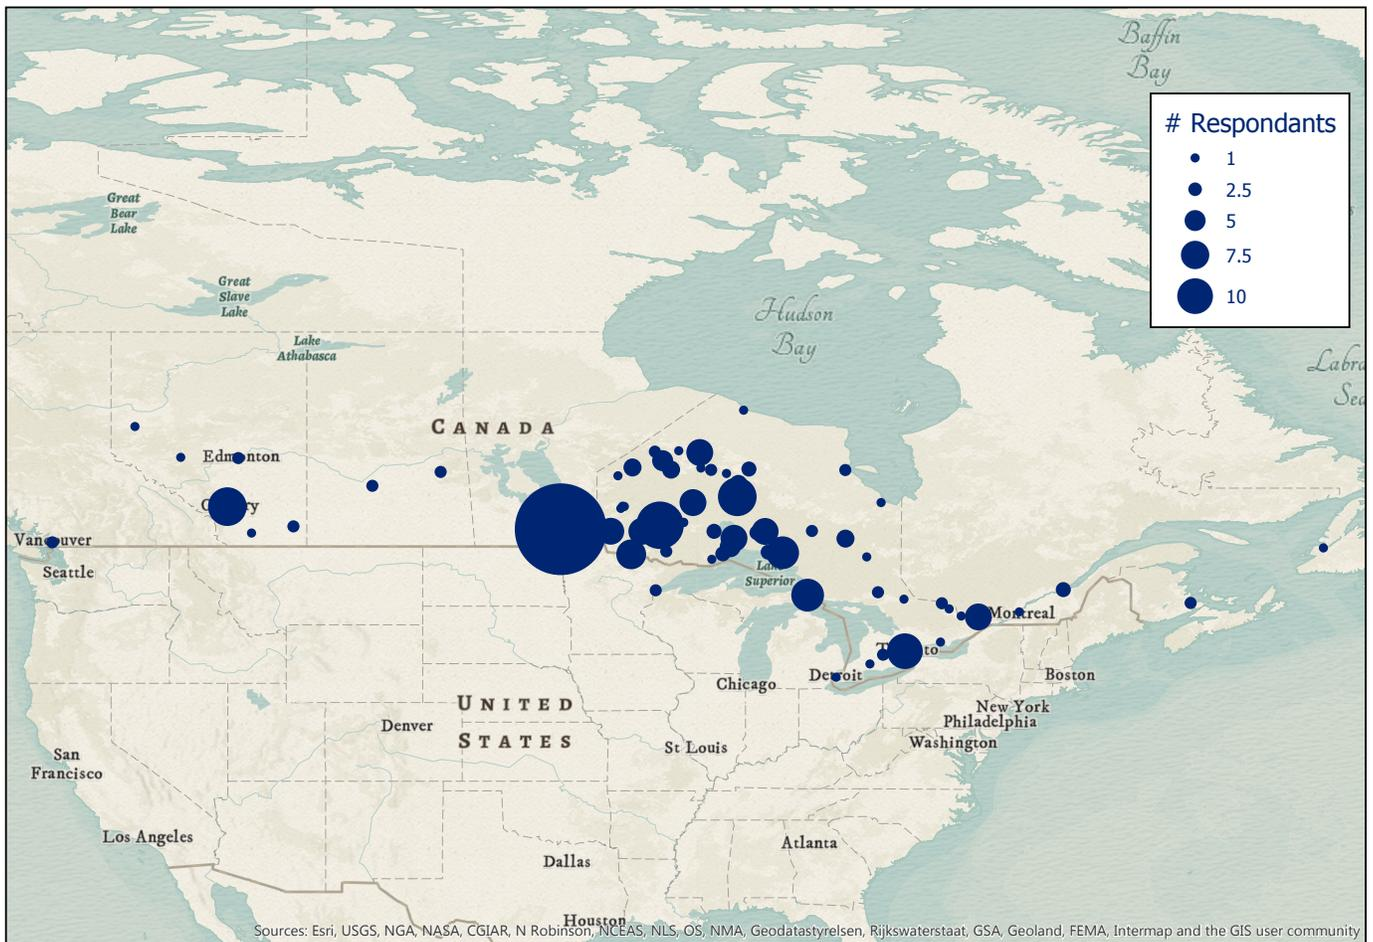 Baffin
Bay
# Respondants
1
2.5
5
7.5
10
Great
Bear
Lake
Great
Slave
Lake
Lake
Athabasca
Hudson
Bay
Labra
Sea
CANADA
Edmonton
Vancouver
Seattle
Lake
Superior
Montreal
Detroit
Chicago
Boston
New York
Philadelphia
Washington
UNITED
STATES
Denver
St Louis
San
Francisco
Los Angeles
Atlanta
Dallas
Houston
Sources: Esri, USGS, NGA, NASA, CGIAR, N Robinson, NCEAS, NLS, OS, NMA, Geodatastyrelsen, Rijkswaterstaat, GSA, Geoland, FEMA, Intermap and the GIS user community